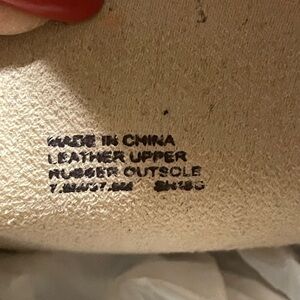 MADE IN CHINA
LEATHER UPPER
RUBBER OUTSOLE